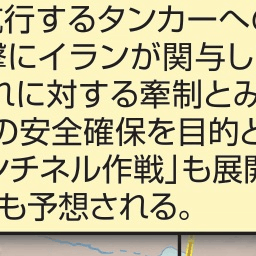 航行するタンカーへの
撃にイランが関与し
れに対する牽制とみ
の安全確保を目的と
ンチネル作戦」も展開
も予想される。